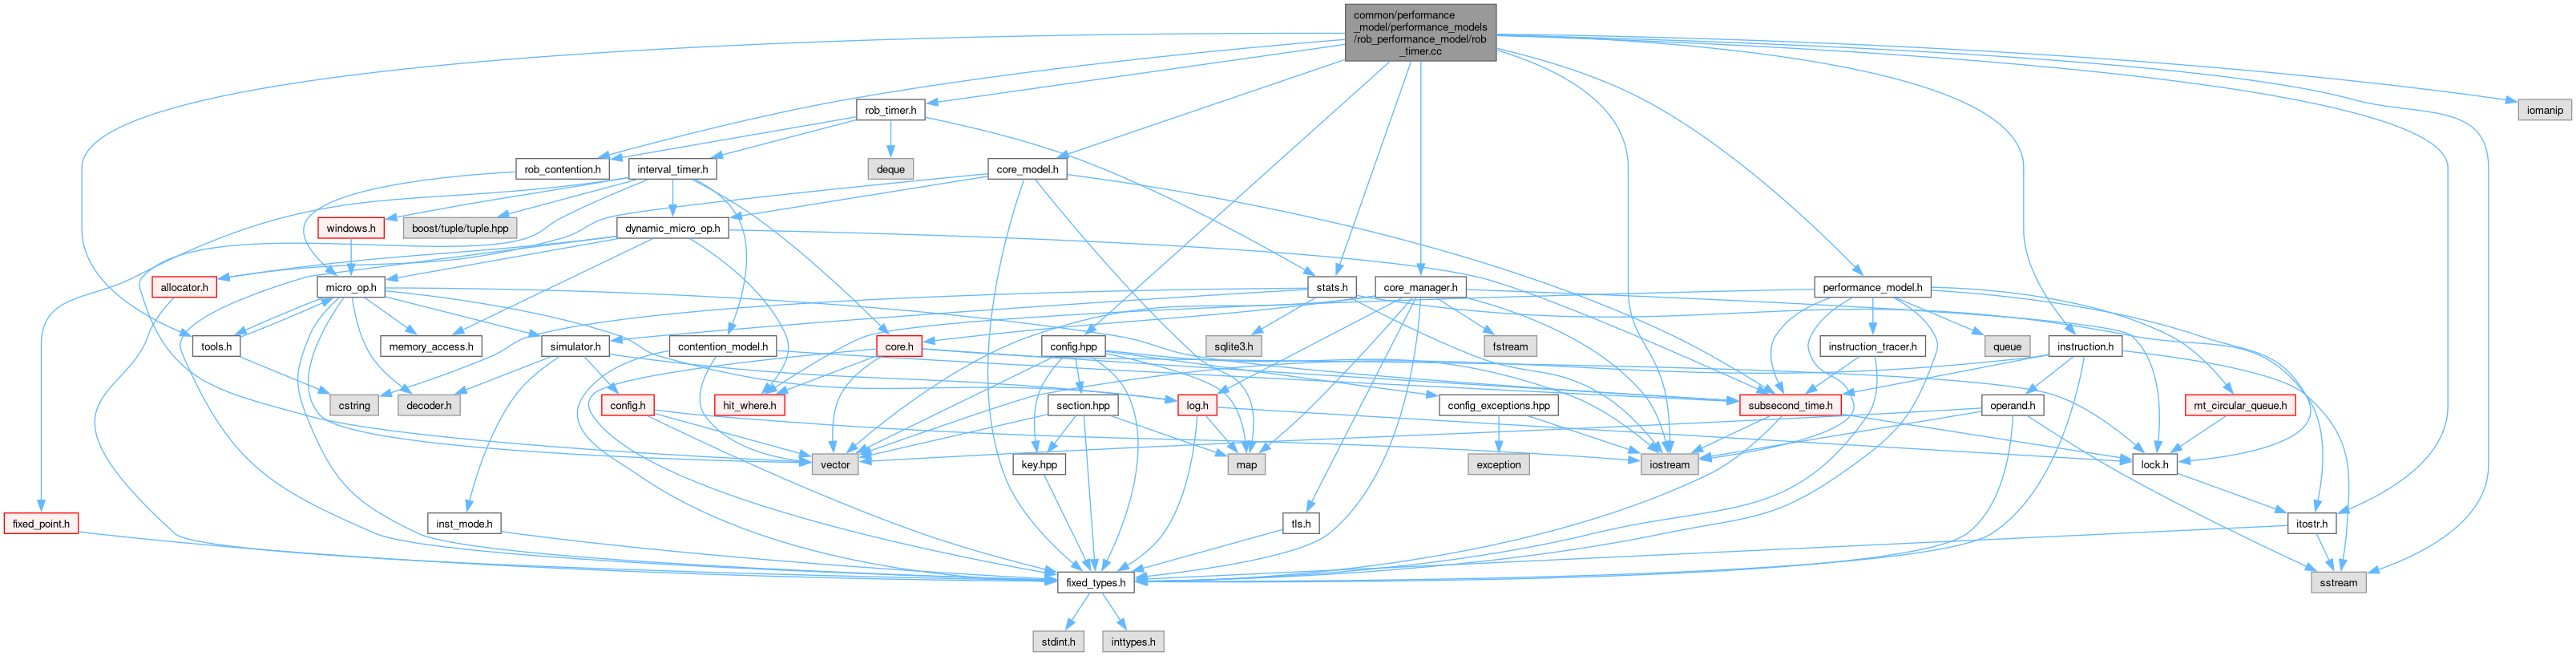 common/performance
_model/performance_models
/rob_performance_model/rob
_timer.cc
rob_timer.h
iomanip
rob_contention.h
interval_timer.h
deque
core_model.h
windows.h
boost/tuple/tuple.hpp
dynamic_micro_op.h
allocator.h
micro_op.h
stats.h
core_manager.h
performance_model.h
tools.h
memory_access.h
simulator.h
contention_model.h
core.h
config.hpp
sqlite3.h
fstream
instruction_tracer.h
queue
instruction.h
cstring
decoder.h
config.h
hit_where.h
section.hpp
log.h
config_exceptions.hpp
subsecond_time.h
operand.h
mt_circular_queue.h
vector
key.hpp
map
exception
iostream
lock.h
fixed_point.h
inst_mode.h
tls.h
itostr.h
fixed_types.h
sstream
stdint.h
inttypes.h